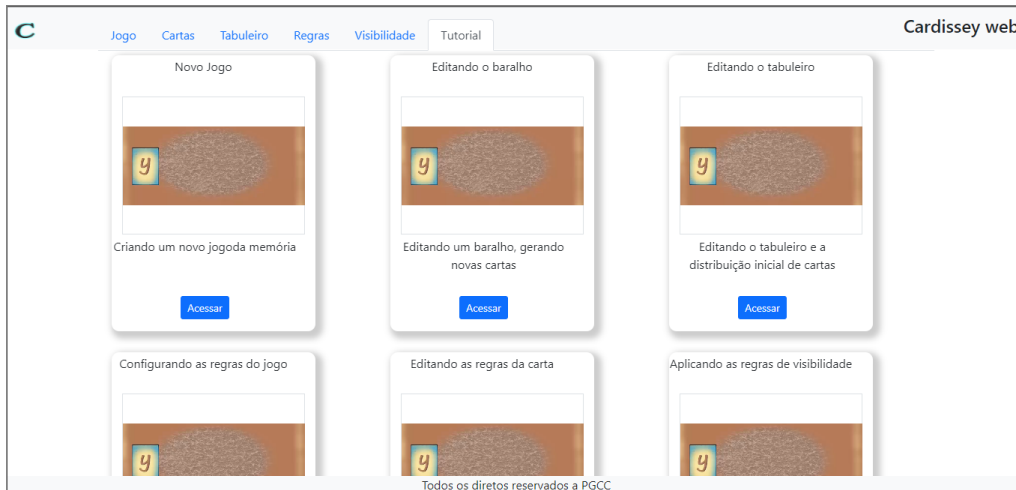 C
Jogo Cartas Tabuleiro Regras Visibilidade Tutorial
Cardissey web
Novo Jogo
y
Criando um novo jogoda memória
Acessar
Editando o baralho
y
Editando um baralho, gerando
novas cartas
Acessar
Editando o tabuleiro
y
Editando o tabuleiro e a
distribuição inicial de cartas
Acessar
Configurando as regras do jogo
y
Editando as regras da carta
y
Aplicando as regras de visibilidade
y
Todos os diretos reservados a PGCC